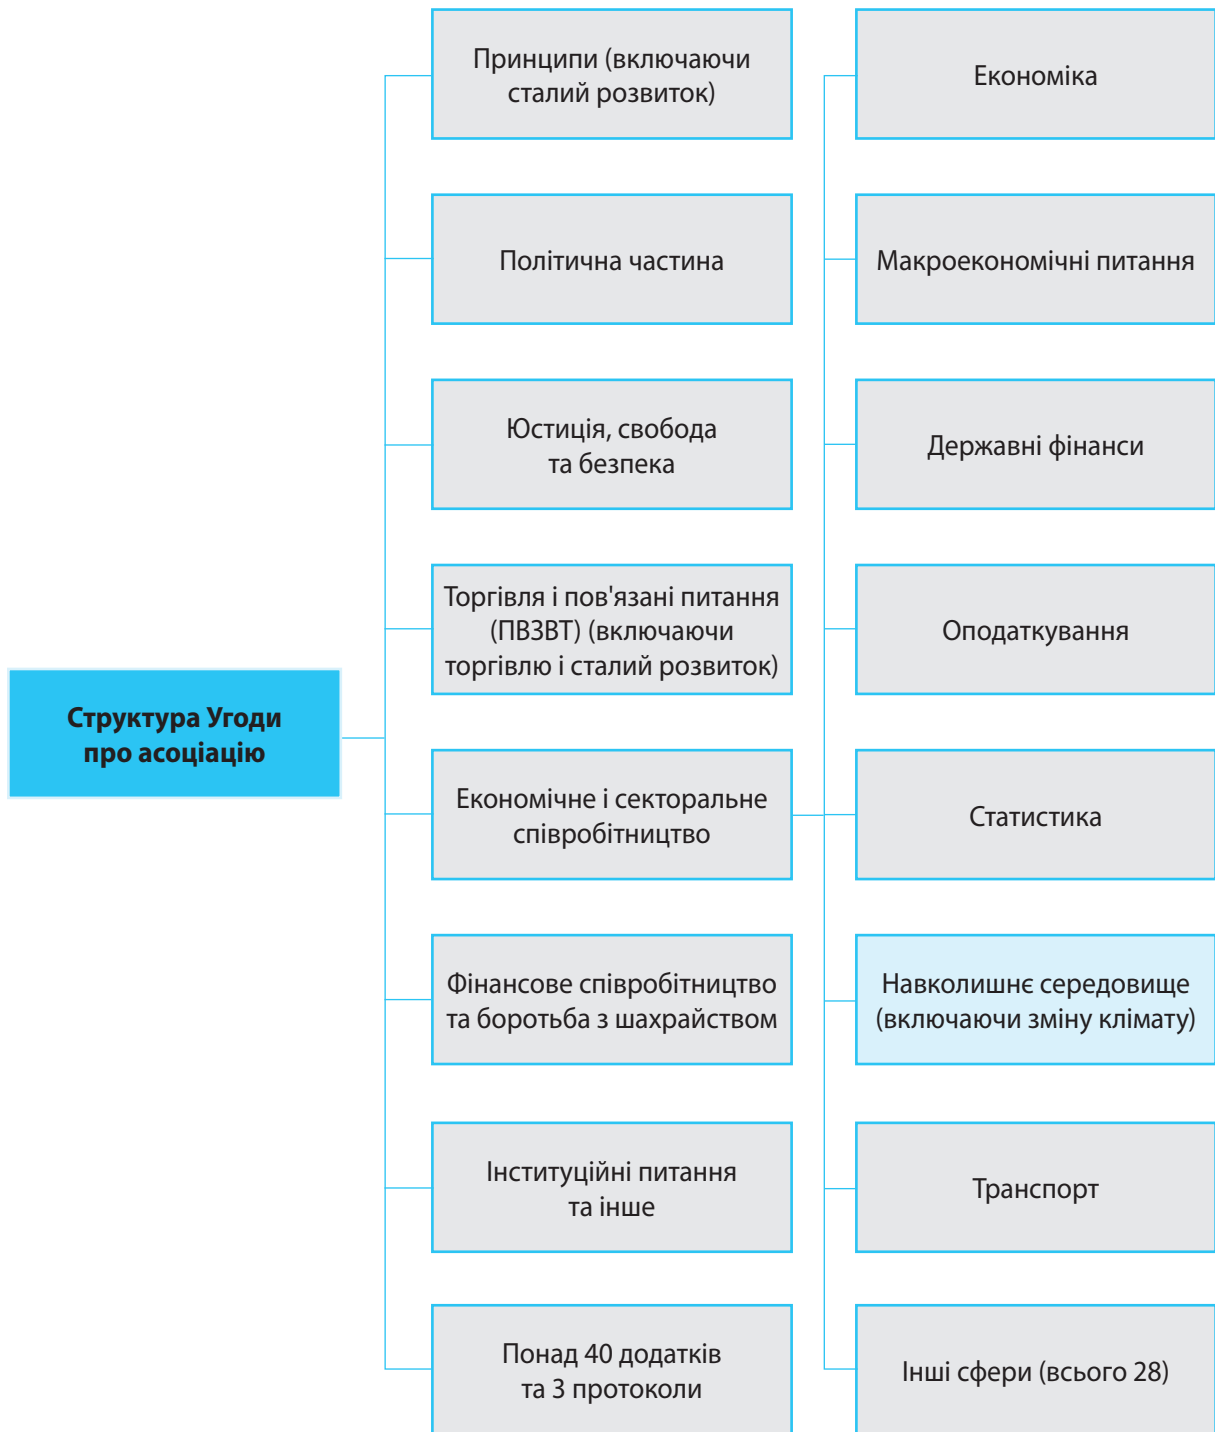 Структура Угоди
про асоціацію
Принципи (включаючи
сталий розвиток)
Політична частина
Юстиція, свобода
та безпека
Торгівля і пов'язані питання
(ПВЗВТ) (включаючи
торгівлю і сталий розвиток)
Економічне і секторальне
співробітництво
Фінансове співробітництво
та боротьба з шахрайством
Інституційні питання
та інше
Понад 40 додатків
та 3 протоколи
Економіка
Макроекономічні питання
Державні фінанси
Оподаткування
Статистика
Навколишнє середовище
(включаючи зміну клімату)
Транспорт
Інші сфери (всього 28)